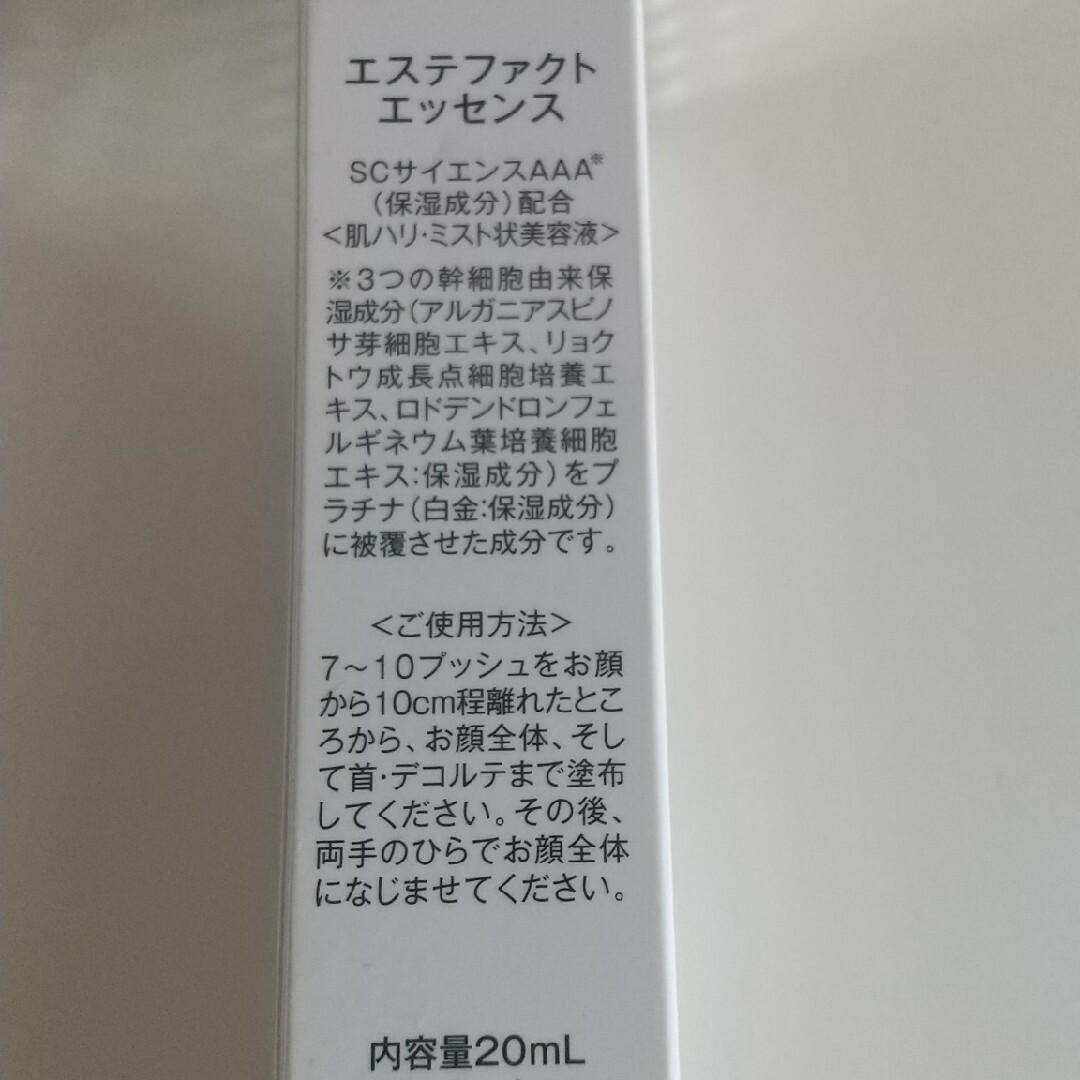 エステファクト
エッセンス
SCサイエンスAAA※
(保湿成分)配合
<肌ハリ・ミスト状美容液>
※3つの幹細胞由来保
湿成分(アルガニアスピノ
サ芽細胞エキス、リョク
トウ成長点細胞培養エ
キス、ロドデンドロンフェ
ルギネウム葉培養細胞
エキス:保湿成分)をプ
ラチナ(白金:保湿成分)
に被覆させた成分です。
<ご使用方法>
7〜10プッシュをお顔
から10cm程離れたとこ
ろから、お顔全体、そし
て首・デコルテまで塗布
してください。その後、
両手のひらでお顔全体
になじませてください。
内容量20mL